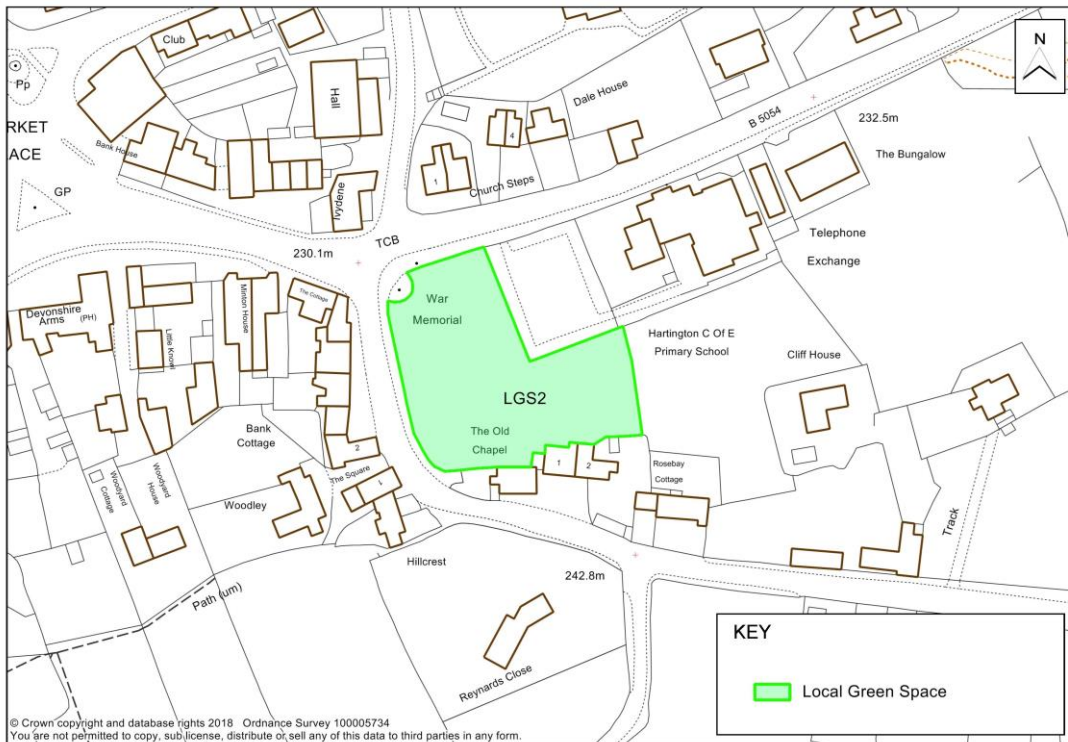 Club
Pp
Hall
N
Dale House
B 5054
232.5m
RKET
ACE
Bank House
4
1
Church Steps
The Bungalow
GP
Ivydene
TCB
230.1m
Telephone
Exchange
War
Memorial
Devonshire
Arms (PH)
Little Knowl
Minton House
The Cottage
Hartington C Of E
Primary School
Cliff House
LGS2
The Old
Chapel
Bank
Cottage
2
1
2
Rosebay
Cottage
The Square
1
Woodyard
Cottage
Woodyard
House
Woodley
Track
Hillcrest
242.8m
Path (um)
Reynards Close
KEY
Local Green Space
© Crown copyright and database rights 2018 Ordnance Survey 100005734
You are not permitted to copy, sub license, distribute or sell any of this data to third parties in any form.